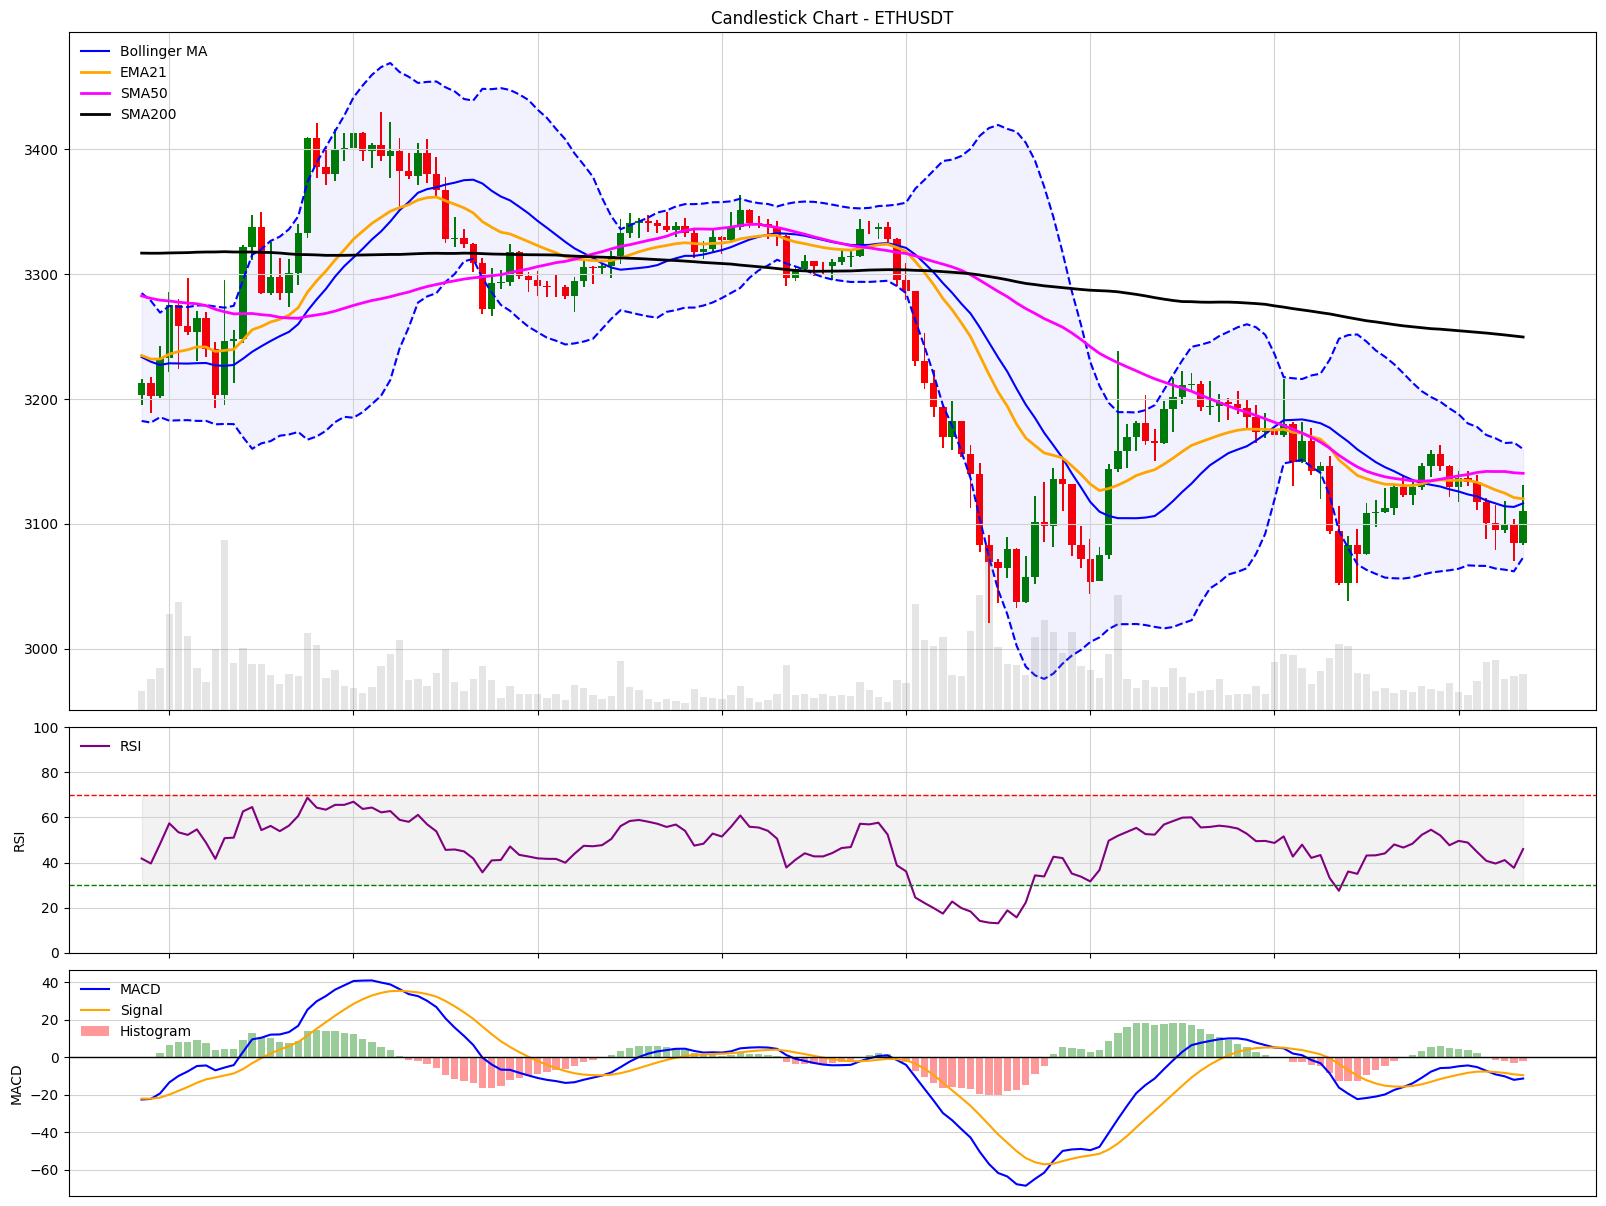 Candlestick Chart - ETHUSDT
Bollinger MA
EMA21
SMA50
SMA200
3400
3300
3200
3100
3000
100
80
60
40
20
0
RSI
RSI
40
20
0
−20
−40
−60
MACD
MACD
Signal
Histogram